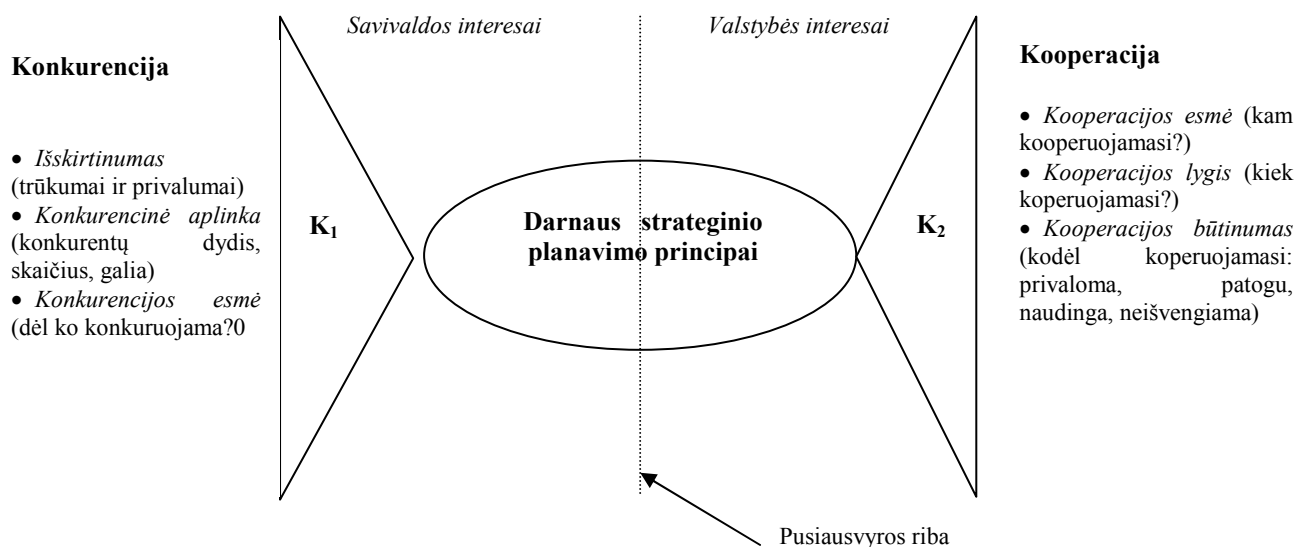 Savivaldos interesai
Valstybės interesai
Konkurencija
• Išskirtinumas
(trūkumai ir privalumai)
• Konkurencinė aplinka
(konkurentų dydis,
skaičius, galia)
• Konkurencijos esmė
(dėl ko konkuruojama?0
K₁
Darnaus strateginio
planavimo principai
K₂
Kooperacija
• Kooperacijos esmė (kam
kooperuojamasi?)
• Kooperacijos lygis (kiek
koperuojamasi?)
• Kooperacijos būtinumas
(kodėl koperuojamasi:
privaloma, patogu,
naudinga, neišvengiama)
Pusiausvyros riba